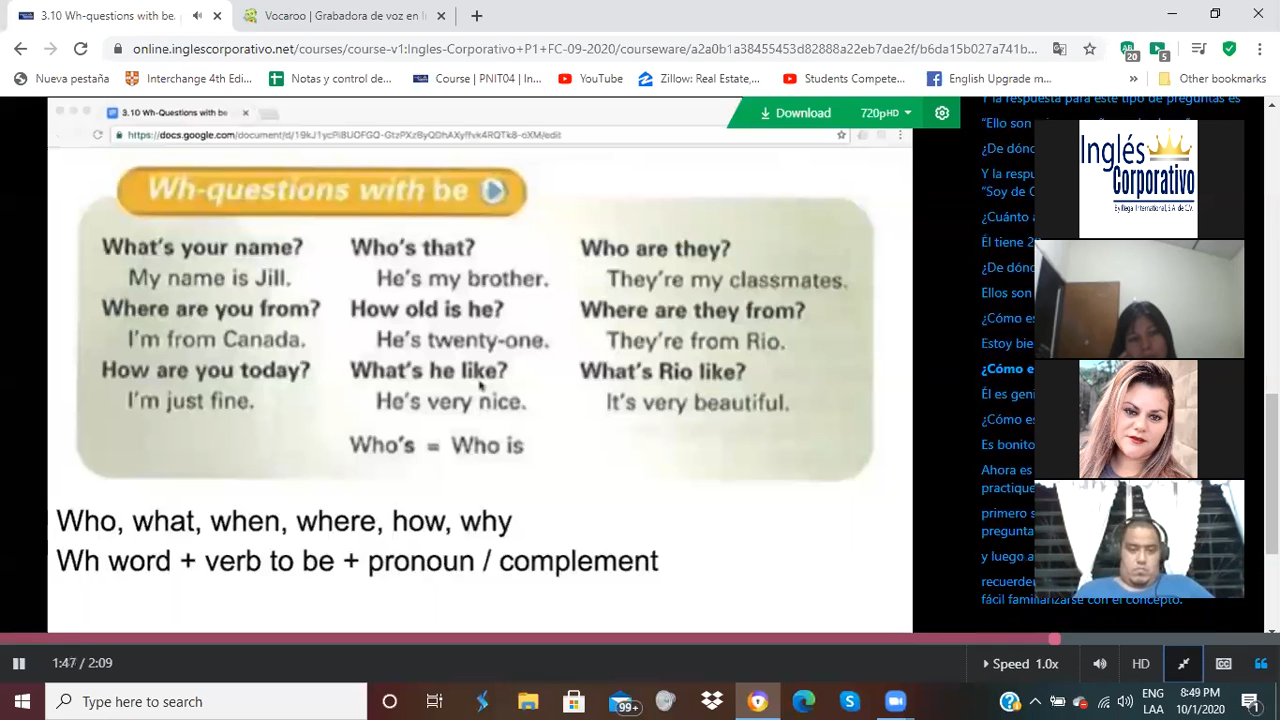 3.10 Wh-questions with be
Vocaroo | Grabadora de voz en lí
online.inglescorporativo.net/courses/course-v1:Ingles-Corporativo+P1+FC-09-2020/courseware/a2a0b1a38455453d82888a22eb7dae2f/b6da15b027a741b...
20
5
Nueva pestaña
Interchange 4th Edi...
Notas y control de...
Course | PNIT04 | In...
YouTube
Zillow: Real Estate,...
Students Compete...
English Upgrade m...
»
Other bookmarks
3.10 Wh-Questions with be
Download
720pHD
Wh-questions with be
What's your name?
My name is Jill.
Where are you from?
I'm from Canada.
How are you today?
I'm just fine.
Who's that?
He's my brother.
How old is he?
He's twenty-one.
What's he like?
He's very nice.
Who's = Who is
Who are they?
They're my classmates.
Where are they from?
They're from Rio.
What's Rio like?
It's very beautiful.
Who, what, when, where, how, why
Wh word + verb to be + pronoun / complement
Y la respuesta para este tipo de preguntas es
"Ello son
¿De dónd
Y la respu
"Soy de C
¿Cuánto a
Él tiene 2
¿De dónd
Ellos son
¿Cómo es
Estoy bie
¿Cómo e
Él es geni
¿Cómo es
Es bonito
Ahora es
practique
primero s
pregunta
y luego a
recuerden
fácil familiarizarse con el concepto.
Inglés
Corporativo
1:47 / 2:09
Speed 1.0x
HD
Type here to search
99+
ENG
LAA
8:49 PM
10/1/2020
1